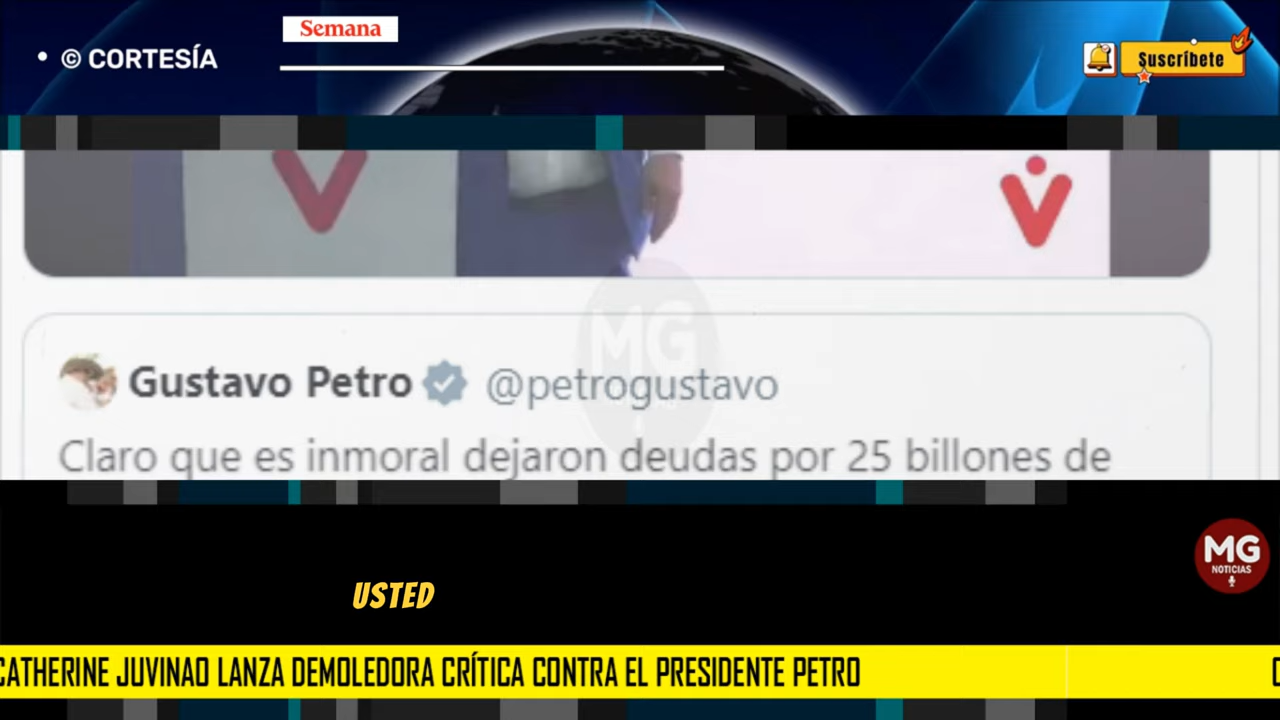 © CORTESÍA
Semana
Suscríbete
MG
Gustavo Petro @petrogustavo
Claro que es inmoral dejaron deudas por 25 billones de
MG
NOTICIAS
USTED
CATHERINE JUVINAO LANZA DEMOLEDORA CRÍTICA CONTRA EL PRESIDENTE PETRO